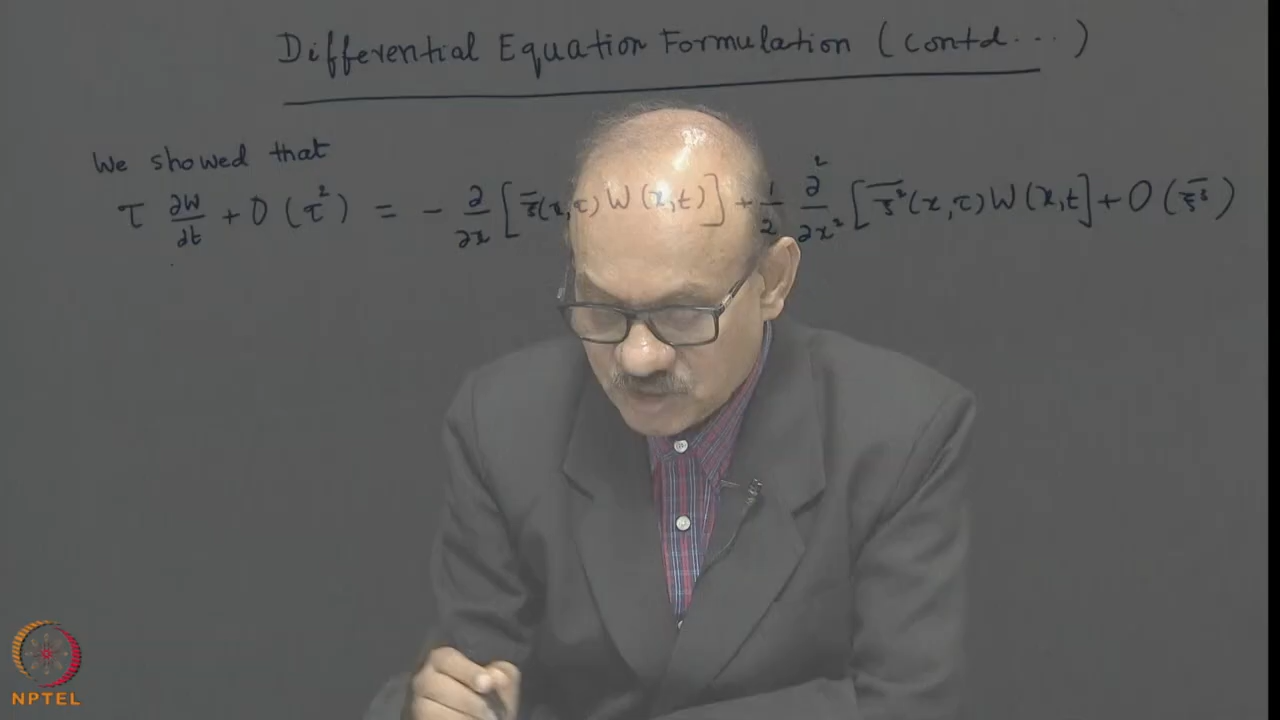 Differential Equation Formulation (contd...)
We showed that
τ ∂W/∂t + O(τ²) = - ∂/∂x [ξ̅(x,τ) W(x,t)] + 1/2 ∂²/∂x² [ξ̅²(x,τ) W(x,t] + O(ξ̅³)
NPTEL